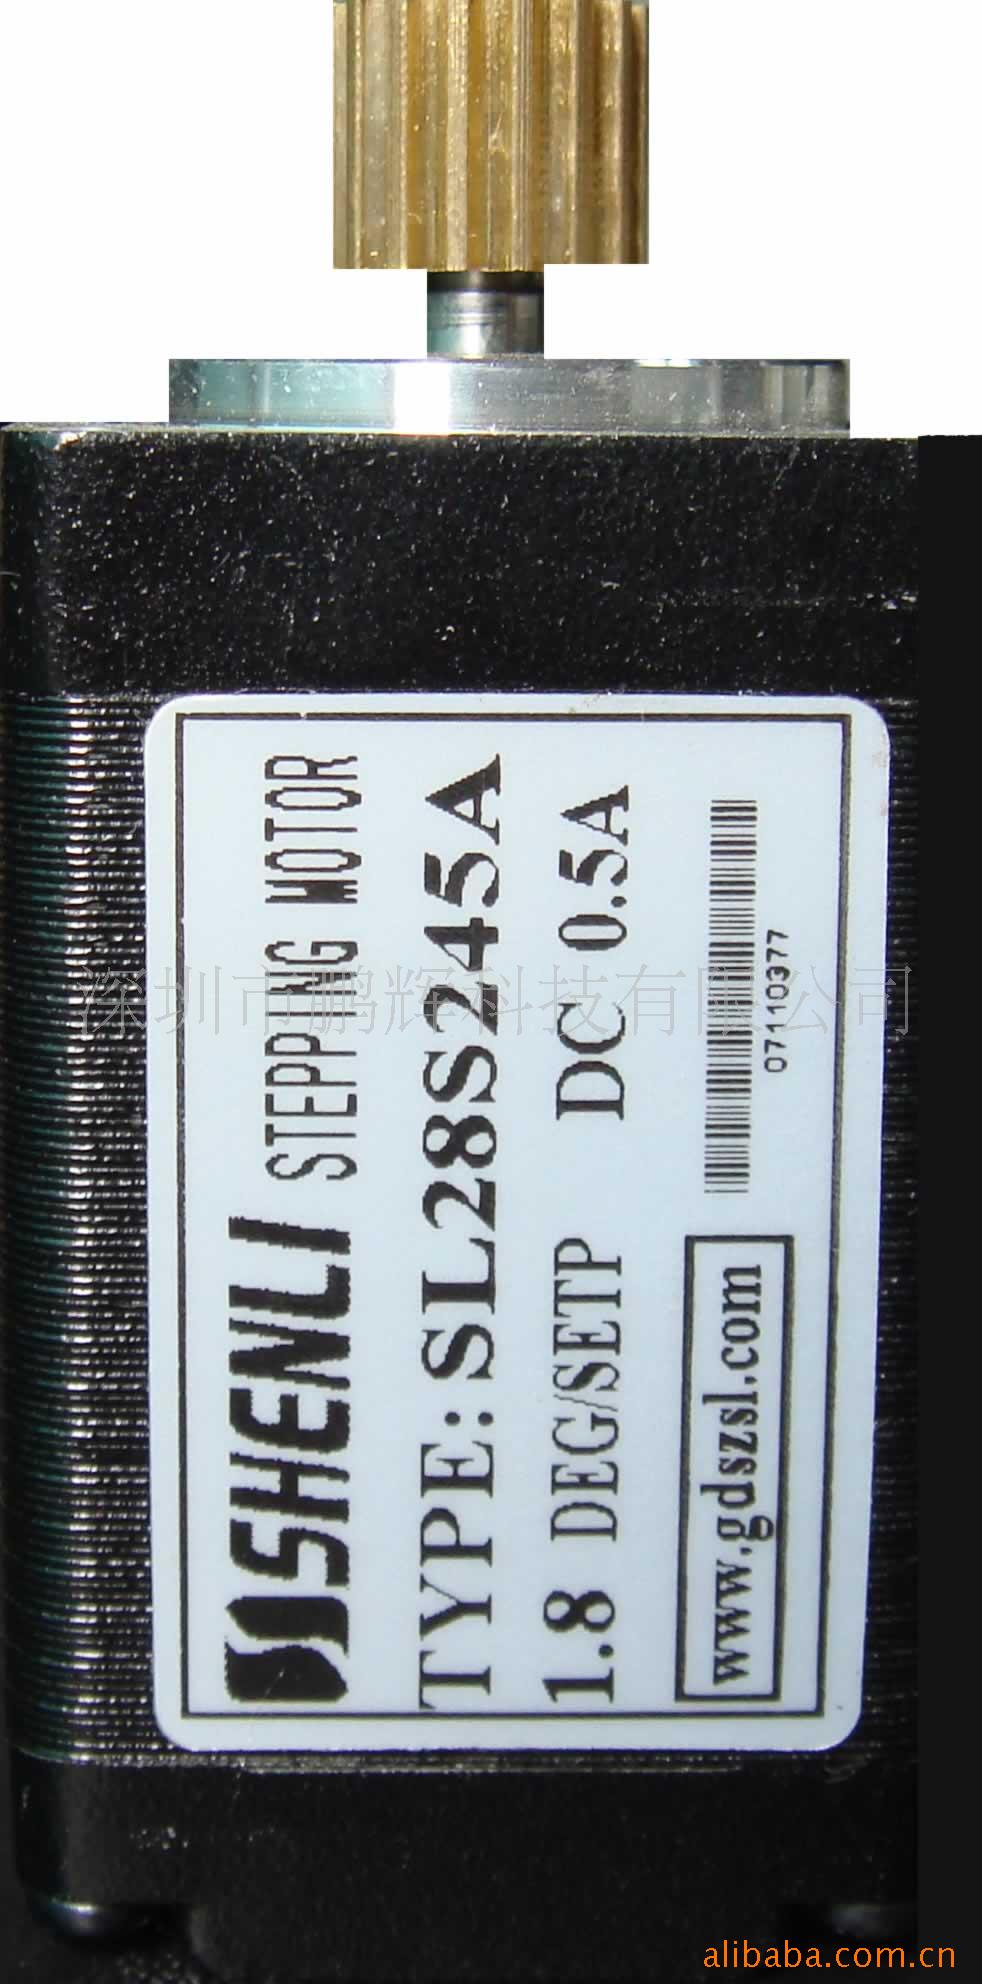 SHENLI STEPPING MOTOR
TYPE: SL28S245A
1.8 DEG/SETP DC 0.5A
www.gdszsl.com
07110377
深圳市鹏辉科技有限公司
alibaba.com.cn